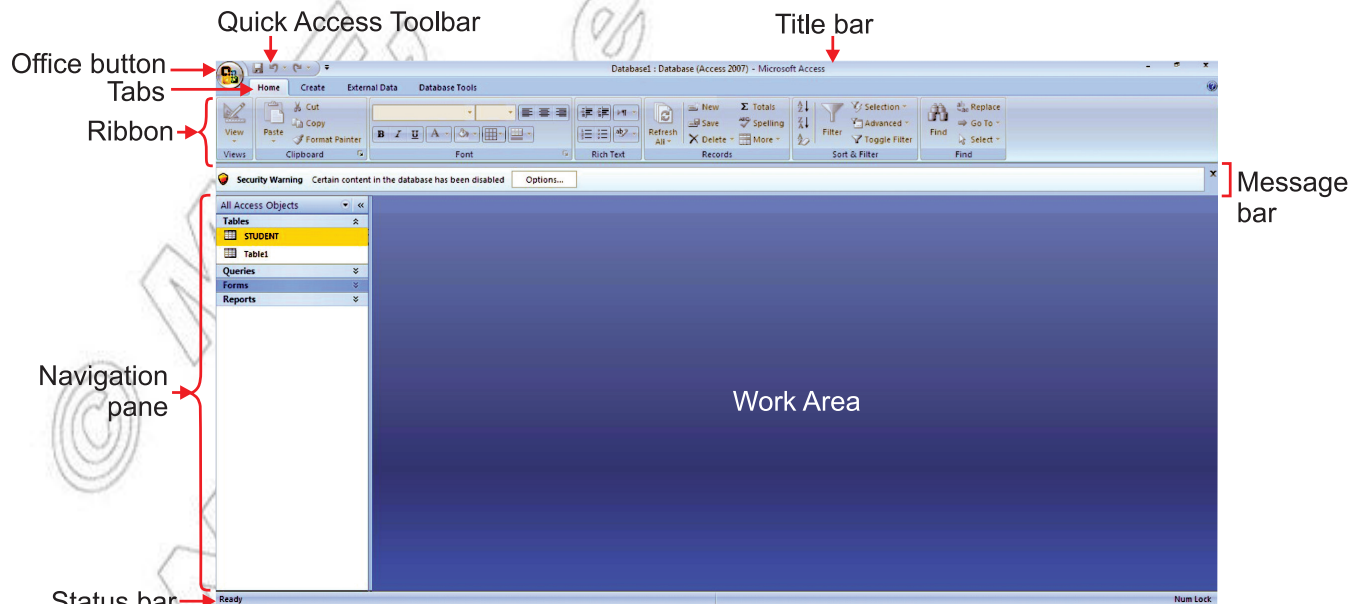 Quick Access Toolbar
Title bar
Office button
Database1 : Database (Access 2007) - Microsoft Access
Tabs
Home Create External Data Database Tools
Ribbon
View
Paste
Cut
Copy
Format Painter
B I U A
ab
Refresh
All
New
Save
Delete
Σ Totals
Spelling
More
A
Z
Z
A
Filter
Selection
Advanced
Toggle Filter
Find
Replace
Go To
Select
Views Clipboard Font Rich Text Records Sort & Filter Find
Security Warning Certain content in the database has been disabled Options...
Message
bar
All Access Objects
Tables
STUDENT
Table1
Queries
Forms
Reports
Navigation
pane
Work Area
Status bar
Ready Num Lock